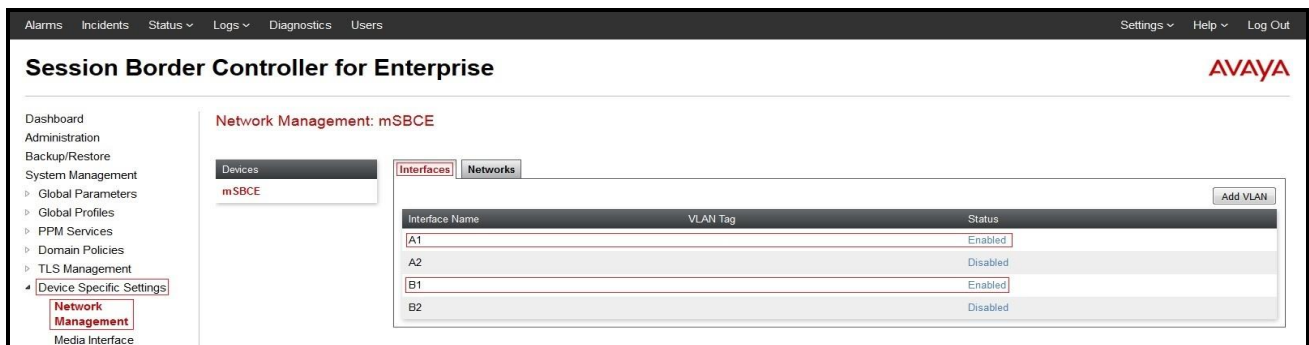 Alarms Incidents Status Logs Diagnostics Users Settings Help Log Out
Session Border Controller for Enterprise
AVAYA
Dashboard
Administration
Backup/Restore
System Management
Global Parameters
Global Profiles
PPM Services
Domain Policies
TLS Management
Device Specific Settings
Network
Management
Media Interface
Network Management: mSBCE
Devices
mSBCE
Interfaces Networks
Add VLAN
Interface Name VLAN Tag Status
A1 Enabled
A2 Disabled
B1 Enabled
B2 Disabled